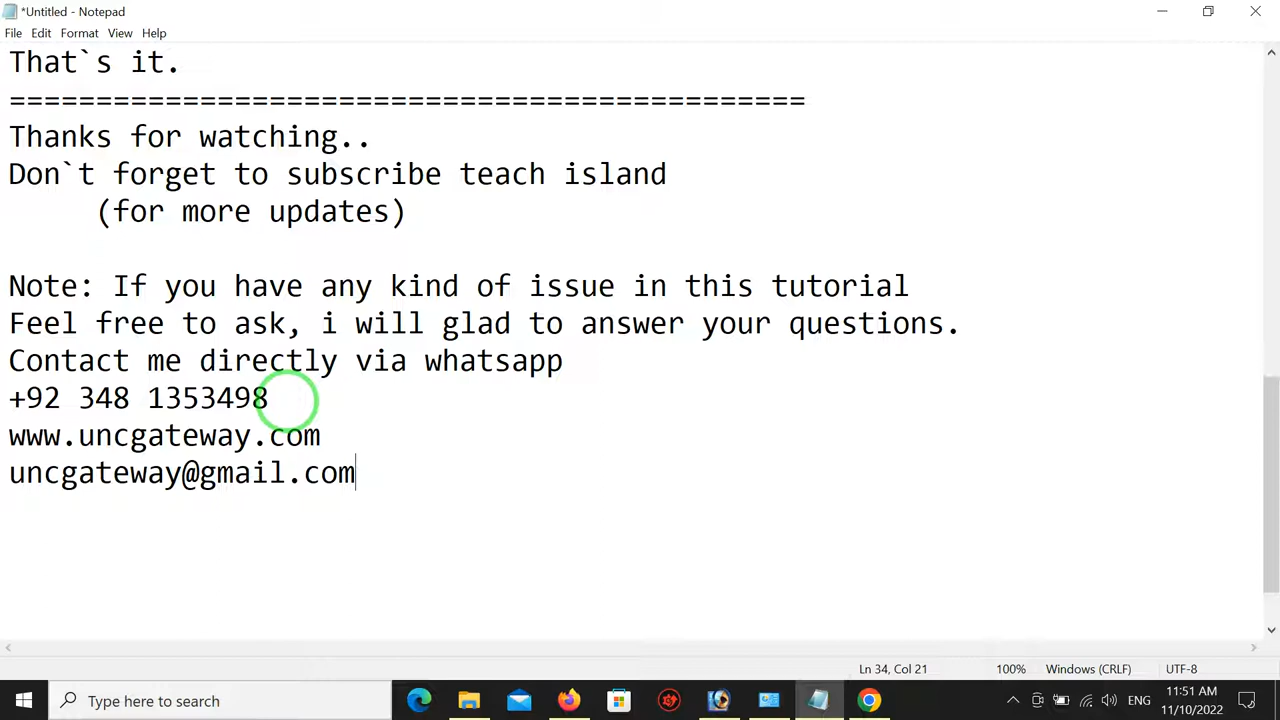 *Untitled - Notepad
File Edit Format View Help
That`s it.
==============================================
Thanks for watching..
Don`t forget to subscribe teach island
(for more updates)
Note: If you have any kind of issue in this tutorial
Feel free to ask, i will glad to answer your questions.
Contact me directly via whatsapp
+92 348 1353498
www.uncgateway.com
uncgateway@gmail.com
Ln 34, Col 21 100% Windows (CRLF) UTF-8
Type here to search ENG 11:51 AM
11/10/2022